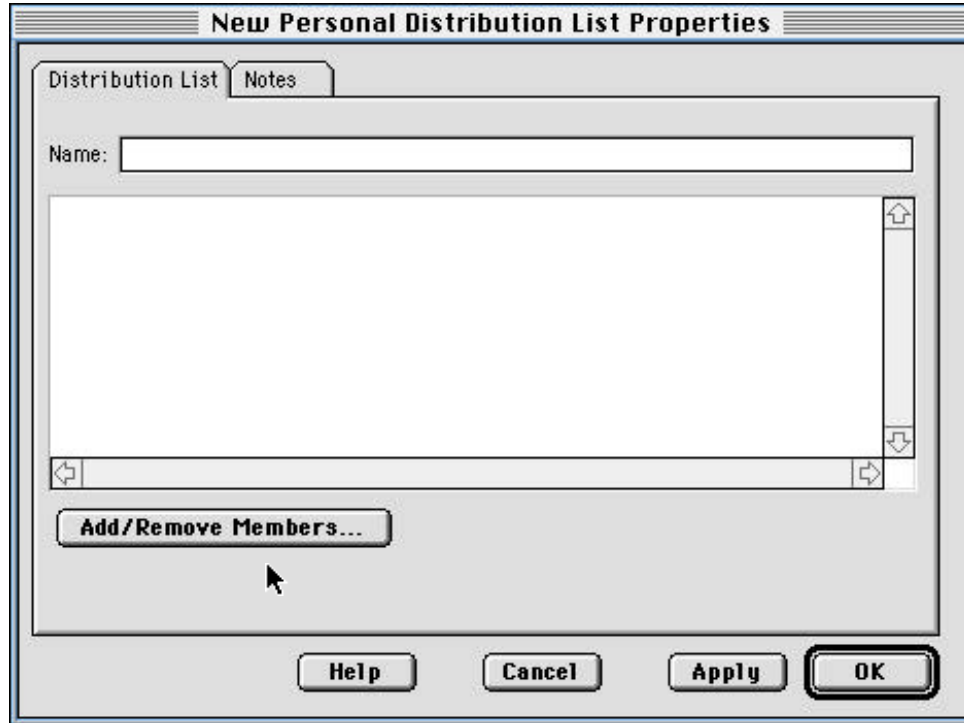 New Personal Distribution List Properties
Distribution List Notes
Name:
Add/Remove Members...
Help Cancel Apply OK